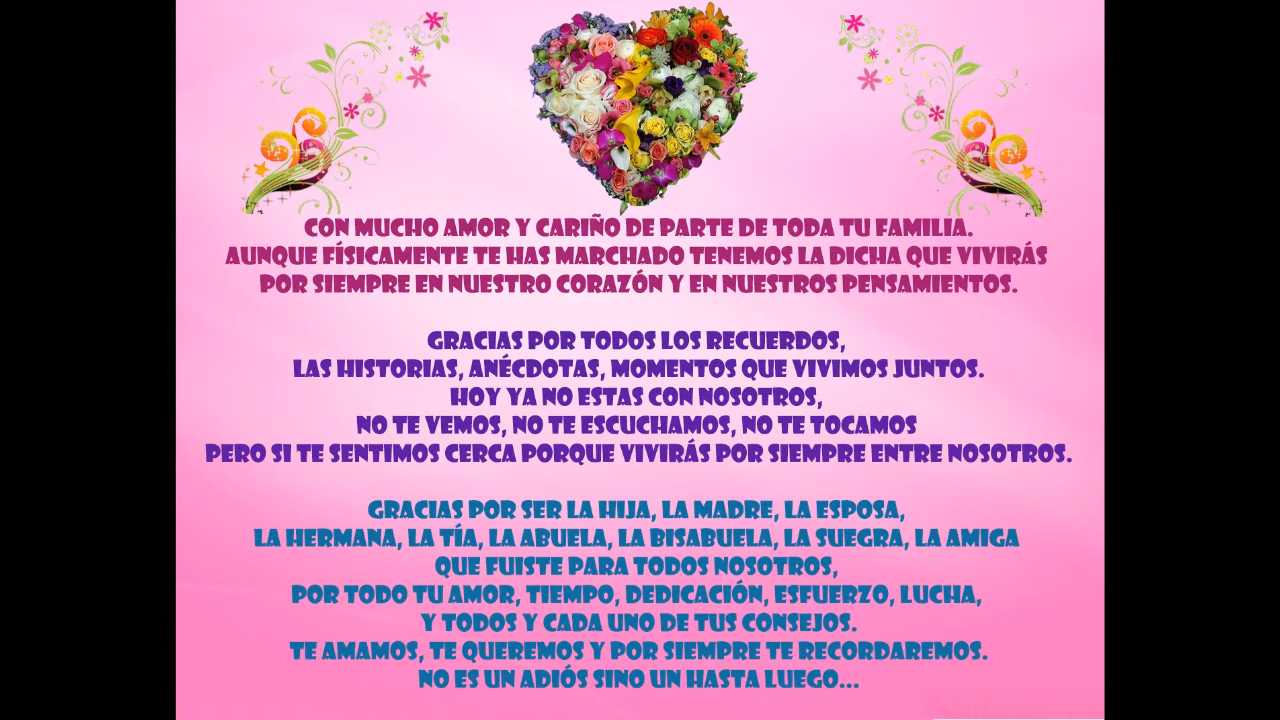 CON MUCHO AMOR Y CARIÑO DE PARTE DE TODA TU FAMILIA.
AUNQUE FÍSICAMENTE TE HAS MARCHADO TENEMOS LA DICHA QUE VIVIRÁS
POR SIEMPRE EN NUESTRO CORAZÓN Y EN NUESTROS PENSAMIENTOS.
GRACIAS POR TODOS LOS RECUERDOS,
LAS HISTORIAS, ANÉCDOTAS, MOMENTOS QUE VIVIMOS JUNTOS.
HOY YA NO ESTAS CON NOSOTROS,
NO TE VEMOS, NO TE ESCUCHAMOS, NO TE TOCAMOS
PERO SI TE SENTIMOS CERCA PORQUE VIVIRÁS POR SIEMPRE ENTRE NOSOTROS.
GRACIAS POR SER LA HIJA, LA MADRE, LA ESPOSA,
LA HERMANA, LA TÍA, LA ABUELA, LA BISABUELA, LA SUEGRA, LA AMIGA
QUE FUISTE PARA TODOS NOSOTROS,
POR TODO TU AMOR, TIEMPO, DEDICACIÓN, ESFUERZO, LUCHA,
Y TODOS Y CADA UNO DE TUS CONSEJOS.
TE AMAMOS, TE QUEREMOS Y POR SIEMPRE TE RECORDAREMOS.
NO ES UN ADIÓS SINO UN HASTA LUEGO...